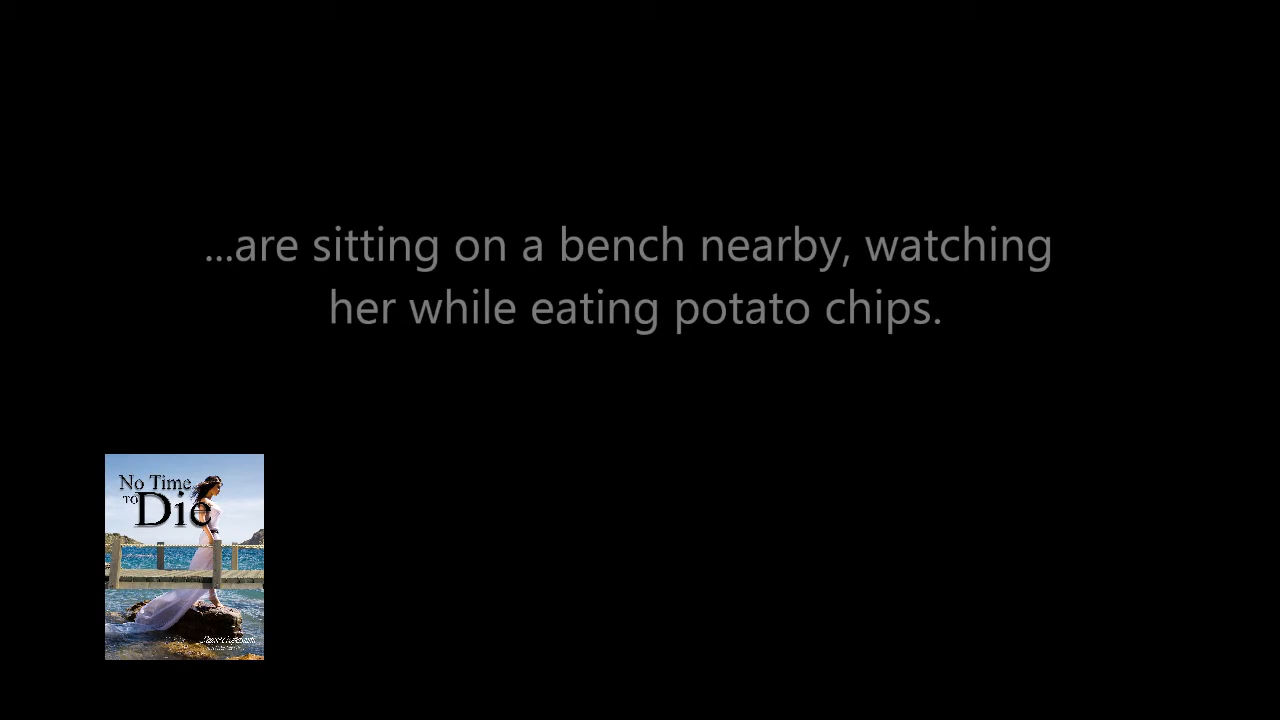 ...are sitting on a bench nearby, watching
her while eating potato chips.
No Time
TO
Die